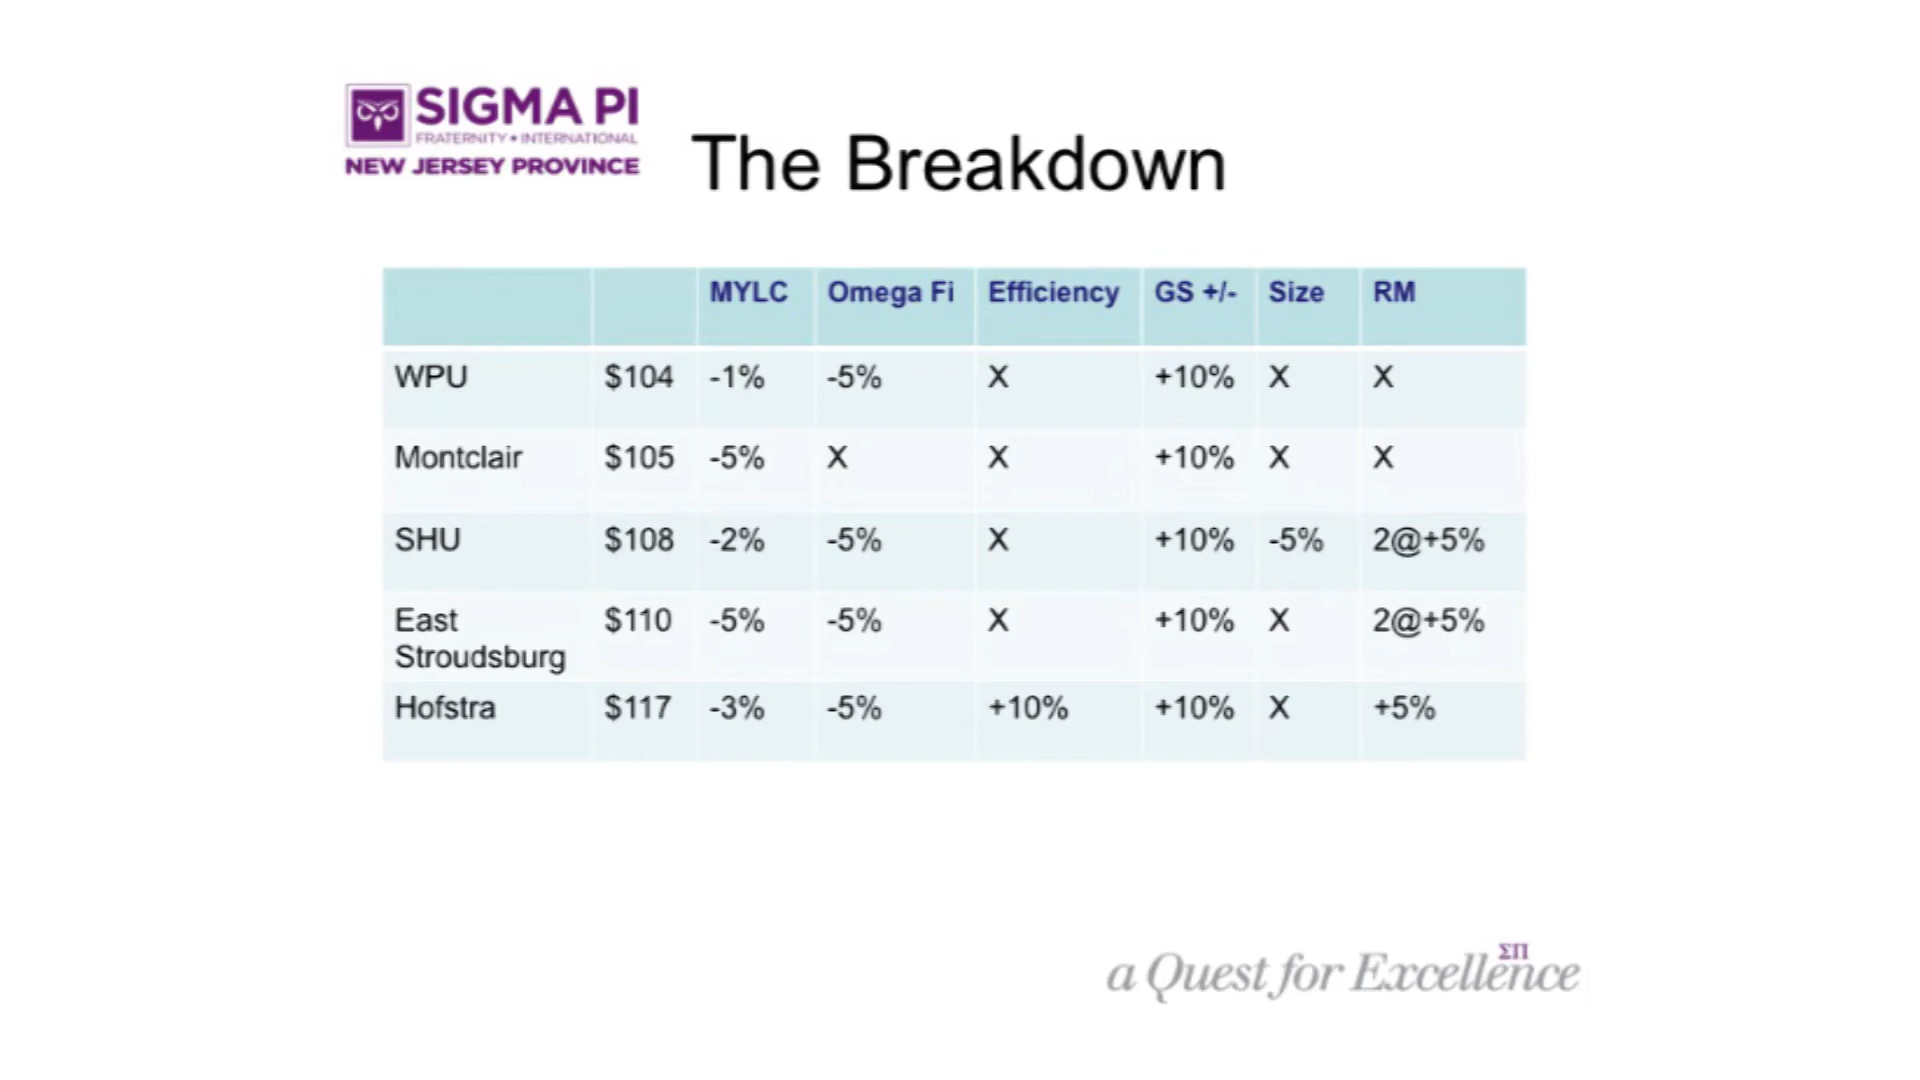 SIGMA PI
FRATERNITY • INTERNATIONAL
NEW JERSEY PROVINCE
The Breakdown
MYLC Omega Fi Efficiency GS +/- Size RM
WPU $104 -1% -5% X +10% X X
Montclair $105 -5% X X +10% X X
SHU $108 -2% -5% X +10% -5% 2@+5%
East Stroudsburg $110 -5% -5% X +10% X 2@+5%
Hofstra $117 -3% -5% +10% +10% X +5%
ΣΠ
a Quest for Excellence